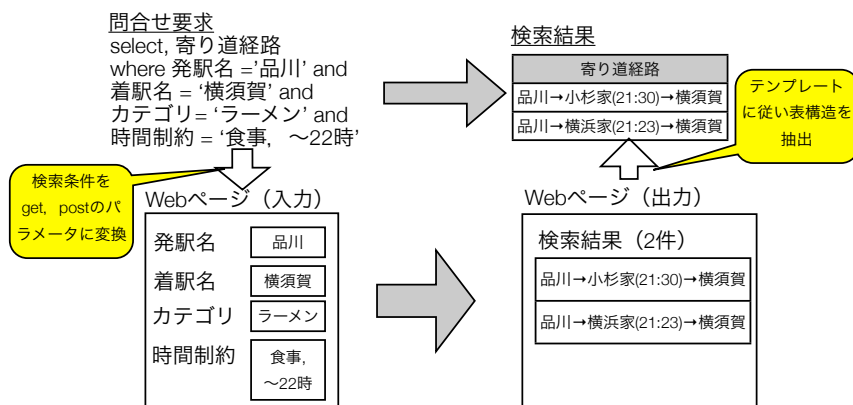 問合せ要求
select, 寄り道経路
where 発駅名 ='品川' and
着駅名 = '横須賀' and
カテゴリ= 'ラーメン' and
時間制約 = '食事, ～22時'
検索結果
寄り道経路
品川→小杉家(21:30)→横須賀
品川→横浜家(21:23)→横須賀
テンプレート
に従い表構造を
抽出
検索条件を
get, postのパ
ラメータに変換
Webページ（入力）
発駅名 品川
着駅名 横須賀
カテゴリ ラーメン
時間制約 食事,
～22時
Webページ（出力）
検索結果（2件）
品川→小杉家(21:30)→横須賀
品川→横浜家(21:23)→横須賀